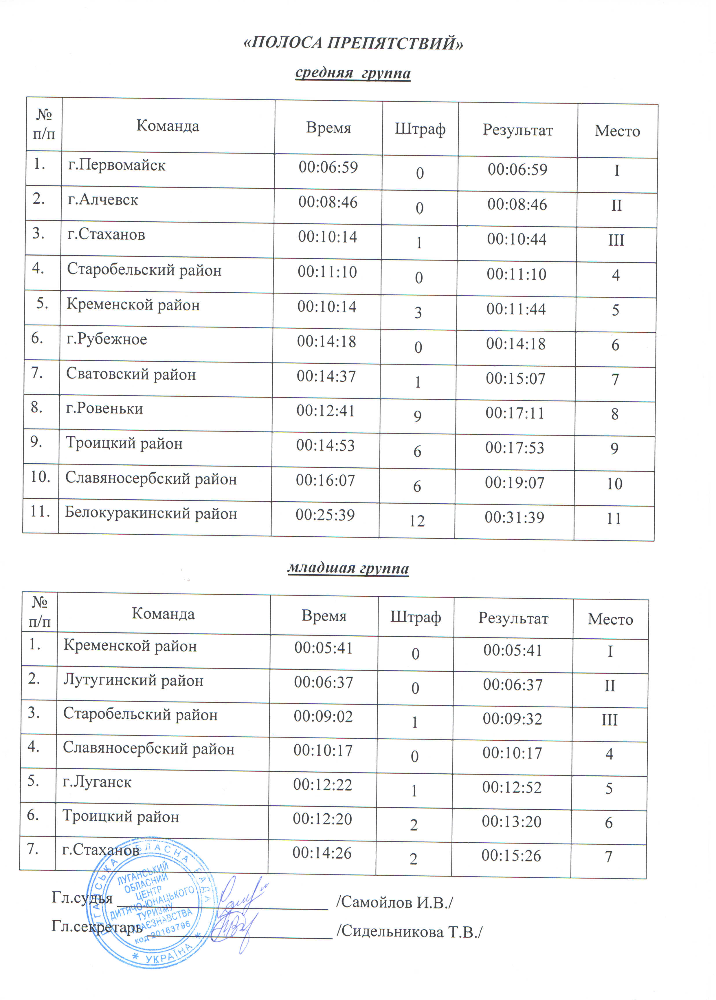 «ПОЛОСА ПРЕПЯТСТВИЙ»
средняя группа
№ п/п Команда Время Штраф Результат Место
1. г.Первомайск 00:06:59 0 00:06:59 I
2. г.Алчевск 00:08:46 0 00:08:46 II
3. г.Стаханов 00:10:14 1 00:10:44 III
4. Старобельский район 00:11:10 0 00:11:10 4
5. Кременской район 00:10:14 3 00:11:44 5
6. г.Рубежное 00:14:18 0 00:14:18 6
7. Сватовский район 00:14:37 1 00:15:07 7
8. г.Ровеньки 00:12:41 9 00:17:11 8
9. Троицкий район 00:14:53 6 00:17:53 9
10. Славяносербский район 00:16:07 6 00:19:07 10
11. Белокуракинский район 00:25:39 12 00:31:39 11
младшая группа
№ п/п Команда Время Штраф Результат Место
1. Кременской район 00:05:41 0 00:05:41 I
2. Лутугинский район 00:06:37 0 00:06:37 II
3. Старобельский район 00:09:02 1 00:09:32 III
4. Славяносербский район 00:10:17 0 00:10:17 4
5. г.Луганск 00:12:22 1 00:12:52 5
6. Троицкий район 00:12:20 2 00:13:20 6
7. г.Стаханов 00:14:26 2 00:15:26 7
Гл.судья /Самойлов И.В./
Гл.секретарь /Сидельникова Т.В./
ЛУГАНСЬКА ОБЛАСНА РАДА
* УКРАЇНА *
ЛУГАНСЬКИЙ
ОБЛАСНИЙ
ЦЕНТР
ДИТЯЧО-ЮНАЦЬКОГО
ТУРИЗМУ
КРАЄЗНАВСТВА
код 20163796